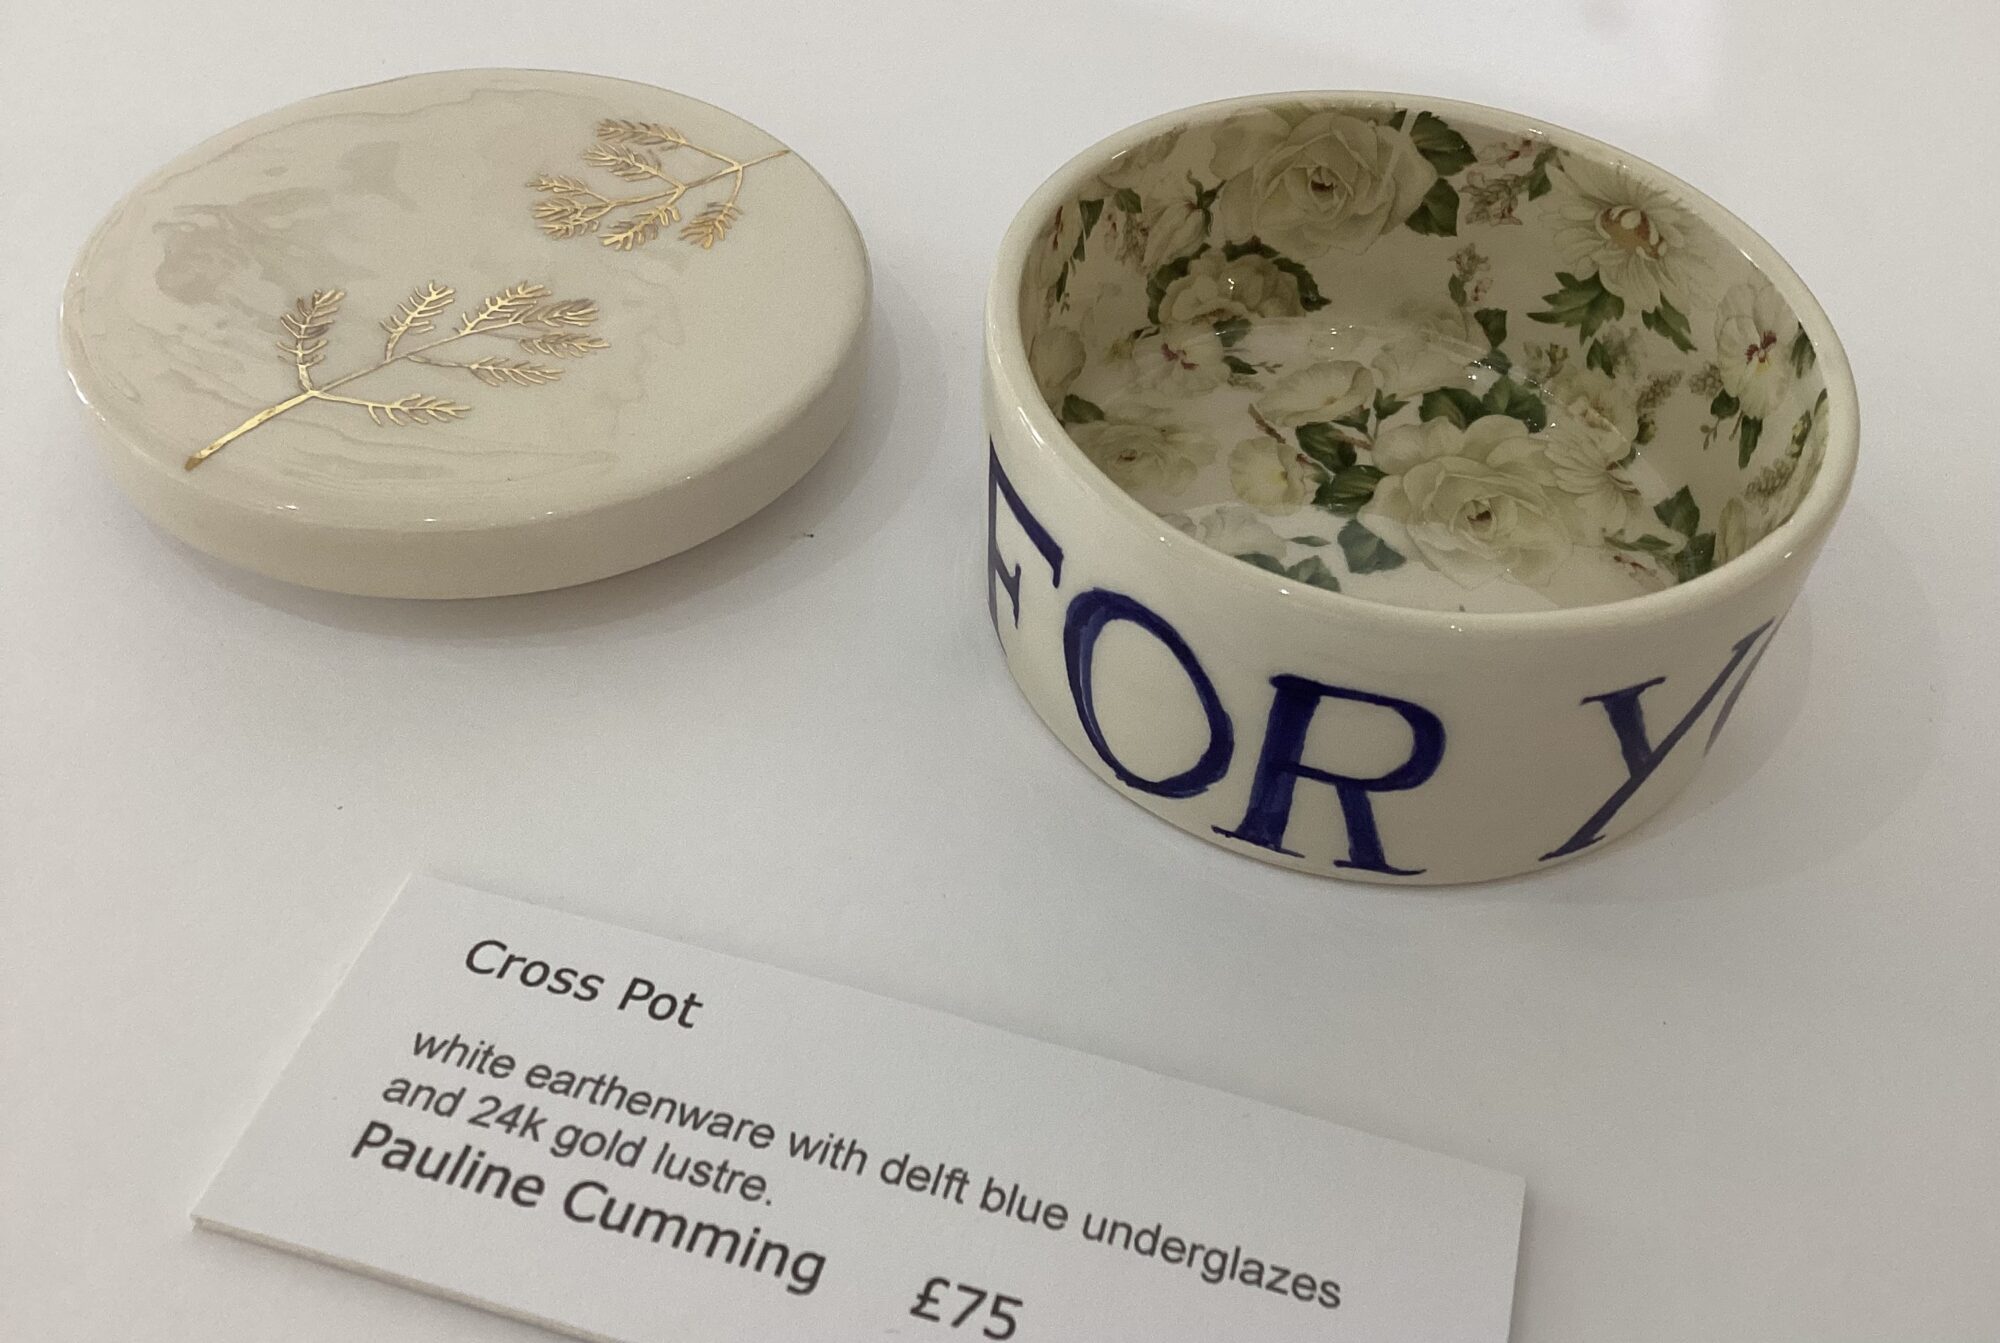 FOR Y
Cross Pot
white earthenware with delft blue underglazes
and 24k gold lustre.
Pauline Cumming £75